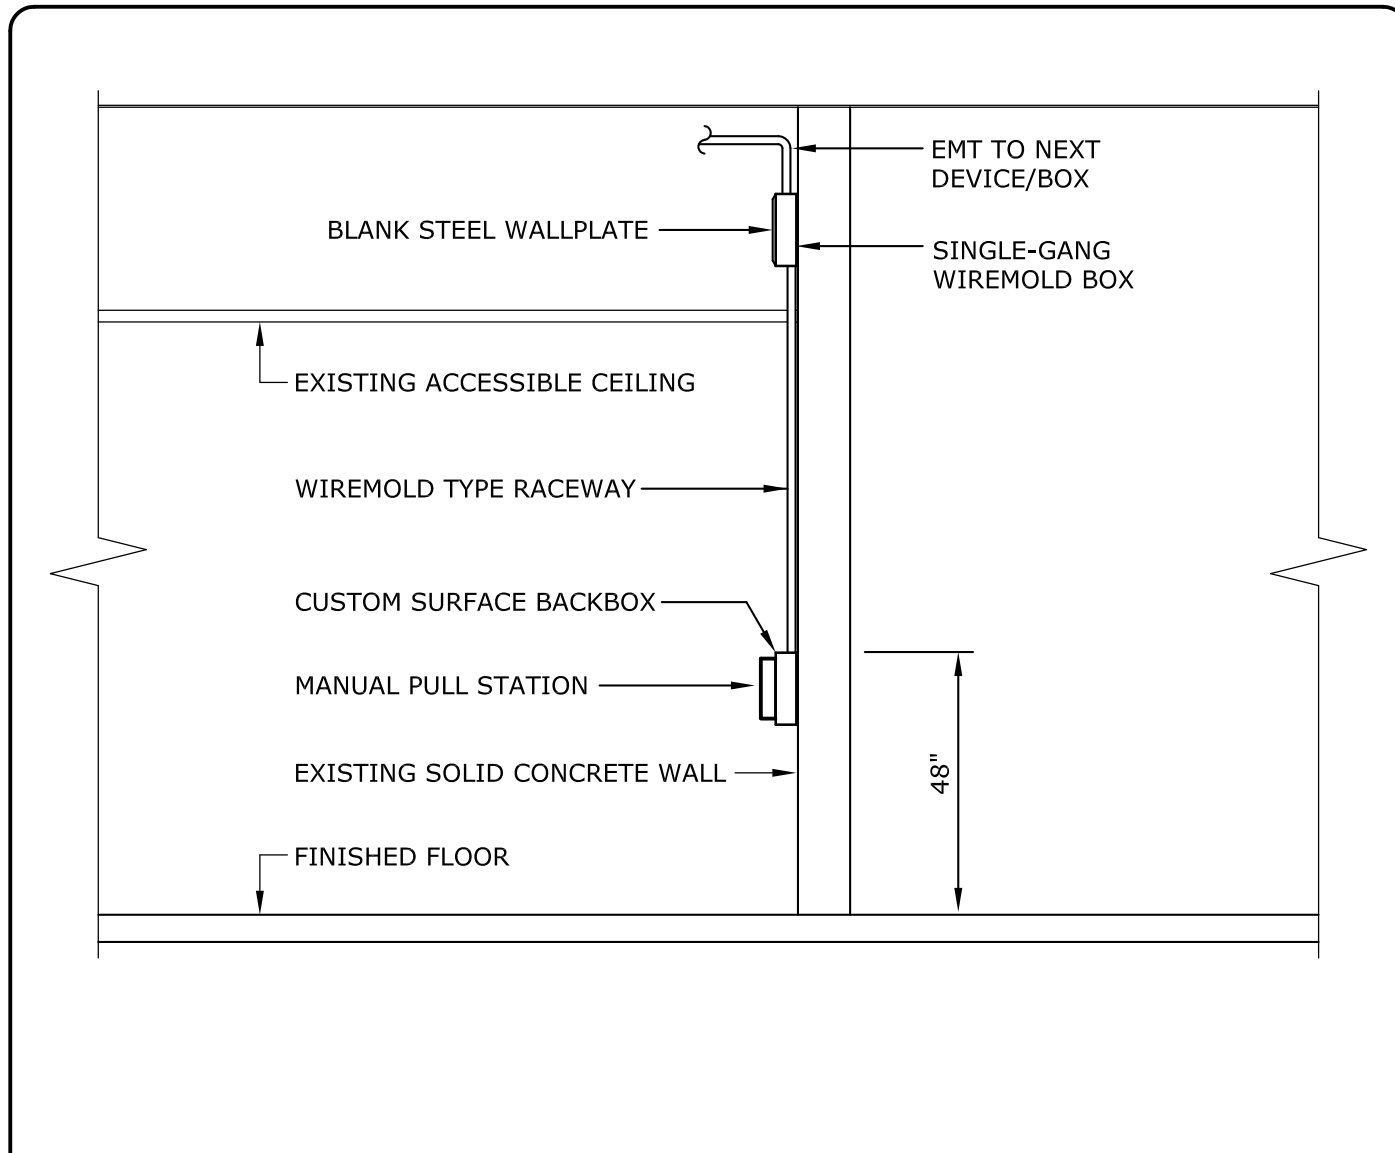 EMT TO NEXT
DEVICE/BOX
BLANK STEEL WALLPLATE
SINGLE-GANG
WIREMOLD BOX
EXISTING ACCESSIBLE CEILING
WIREMOLD TYPE RACEWAY
CUSTOM SURFACE BACKBOX
MANUAL PULL STATION
48"
EXISTING SOLID CONCRETE WALL
FINISHED FLOOR